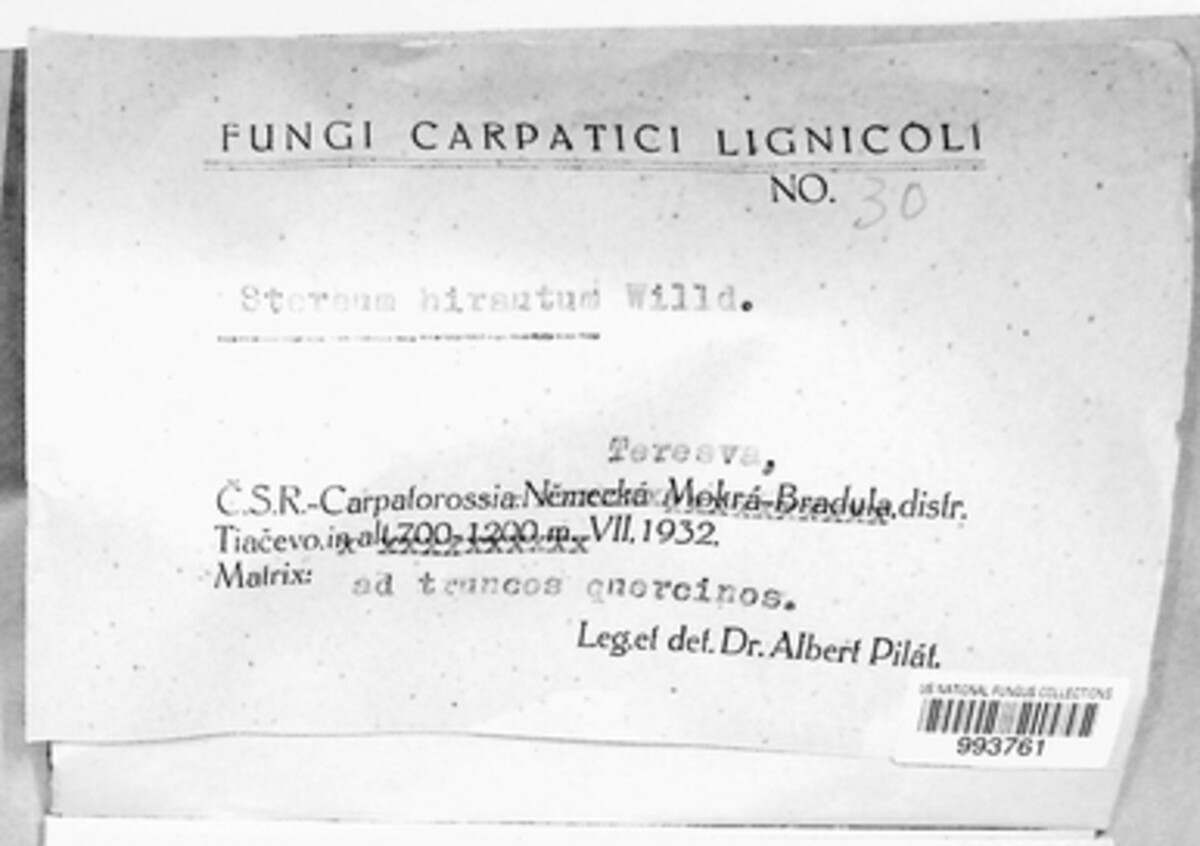 FUNGI CARPATICI LIGNICOLI
NO. 30
Stereum hirsutum Willd.
Teresva,
Č.S.R.-Carpatorossia: Německá Mokrá-Bradula, distr.
Tiačevo, in alt. 700-1200 m. VII. 1932.
Matrix: ad truncos quercinos.
Leg. et det. Dr. Albert Pilát.
US NATIONAL FUNGUS COLLECTIONS
993761